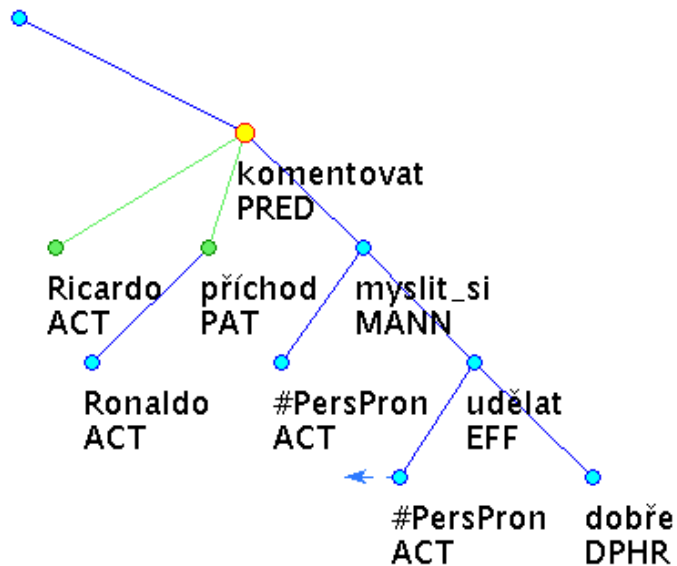 komentovat
PRED
Ricardo příchod myslit_si
ACT PAT MANN
Ronaldo #PersPron udělat
ACT ACT EFF
#PersPron dobře
ACT DPHR